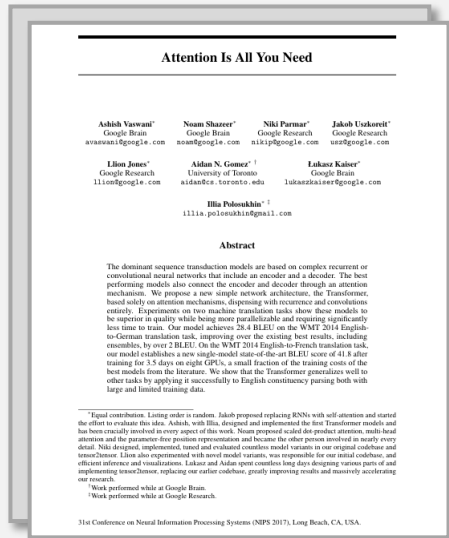 Attention Is All You Need
Ashish Vaswani* Noam Shazeer* Niki Parmar* Jakob Uszkoreit*
Google Brain Google Brain Google Research Google Research
avaswani@google.com noam@google.com nikip@google.com usz@google.com
Llion Jones* Aidan N. Gomez* † Łukasz Kaiser*
Google Research University of Toronto Google Brain
llion@google.com aidan@cs.toronto.edu lukaszkaiser@google.com
Illia Polosukhin* ‡
illia.polosukhin@gmail.com
Abstract
The dominant sequence transduction models are based on complex recurrent or
convolutional neural networks that include an encoder and a decoder. The best
performing models also connect the encoder and decoder through an attention
mechanism. We propose a new simple network architecture, the Transformer,
based solely on attention mechanisms, dispensing with recurrence and convolutions
entirely. Experiments on two machine translation tasks show these models to
be superior in quality while being more parallelizable and requiring significantly
less time to train. Our model achieves 28.4 BLEU on the WMT 2014 English-
to-German translation task, improving over the existing best results, including
ensembles, by over 2 BLEU. On the WMT 2014 English-to-French translation task,
our model establishes a new single-model state-of-the-art BLEU score of 41.8 after
training for 3.5 days on eight GPUs, a small fraction of the training costs of the
best models from the literature. We show that the Transformer generalizes well to
other tasks by applying it successfully to English constituency parsing both with
large and limited training data.
*Equal contribution. Listing order is random. Jakob proposed replacing RNNs with self-attention and started
the effort to evaluate this idea. Ashish, with Illia, designed and implemented the first Transformer models and
has been crucially involved in every aspect of this work. Noam proposed scaled dot-product attention, multi-head
attention and the parameter-free position representation and became the other person involved in nearly every
detail. Niki designed, implemented, tuned and evaluated countless model variants in our original codebase and
tensor2tensor. Llion also experimented with novel model variants, was responsible for our initial codebase, and
efficient inference and visualizations. Lukasz and Aidan spent countless long days designing various parts of and
implementing tensor2tensor, replacing our earlier codebase, greatly improving results and massively accelerating
our research.
†Work performed while at Google Brain.
‡Work performed while at Google Research.
31st Conference on Neural Information Processing Systems (NIPS 2017), Long Beach, CA, USA.